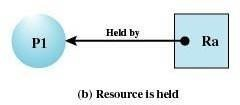 Held by
P1
Ra
(b) Resource is held